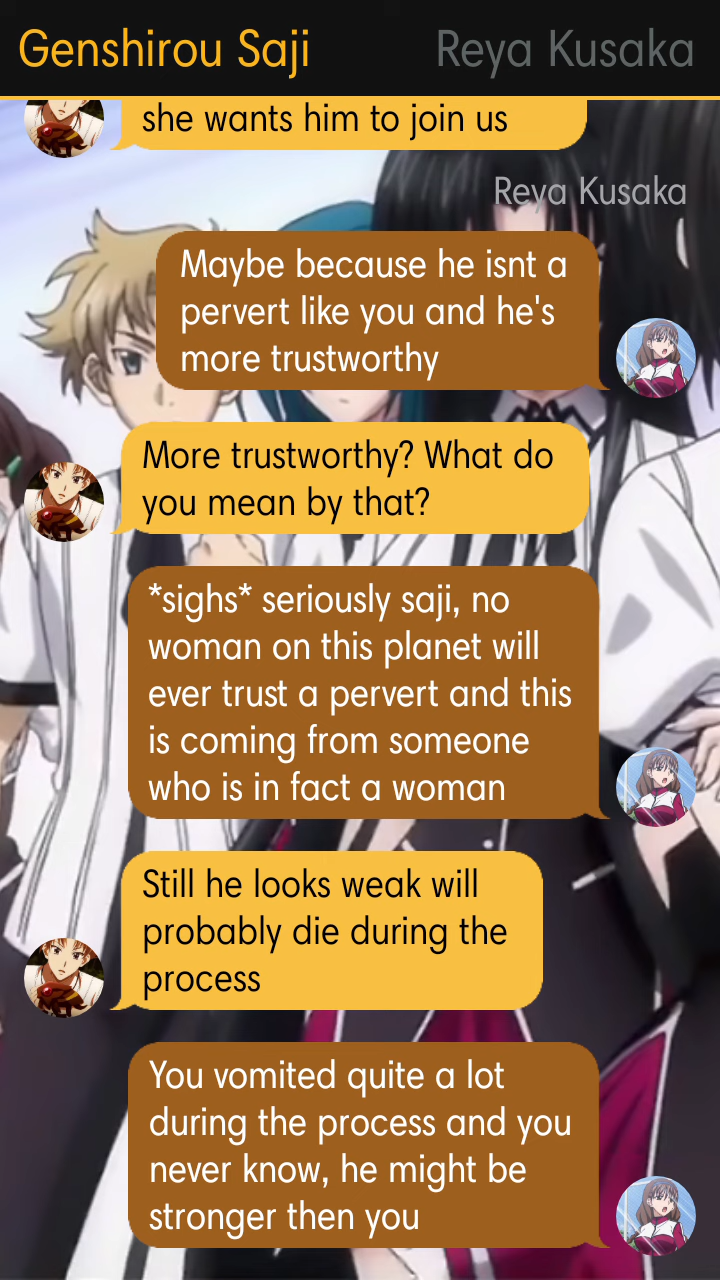 Genshirou Saji
Reya Kusaka
she wants him to join us
Reya Kusaka
Maybe because he isnt a
pervert like you and he's
more trustworthy
More trustworthy? What do
you mean by that?
*sighs* seriously saji, no
woman on this planet will
ever trust a pervert and this
is coming from someone
who is in fact a woman
Still he looks weak will
probably die during the
process
You vomited quite a lot
during the process and you
never know, he might be
stronger then you